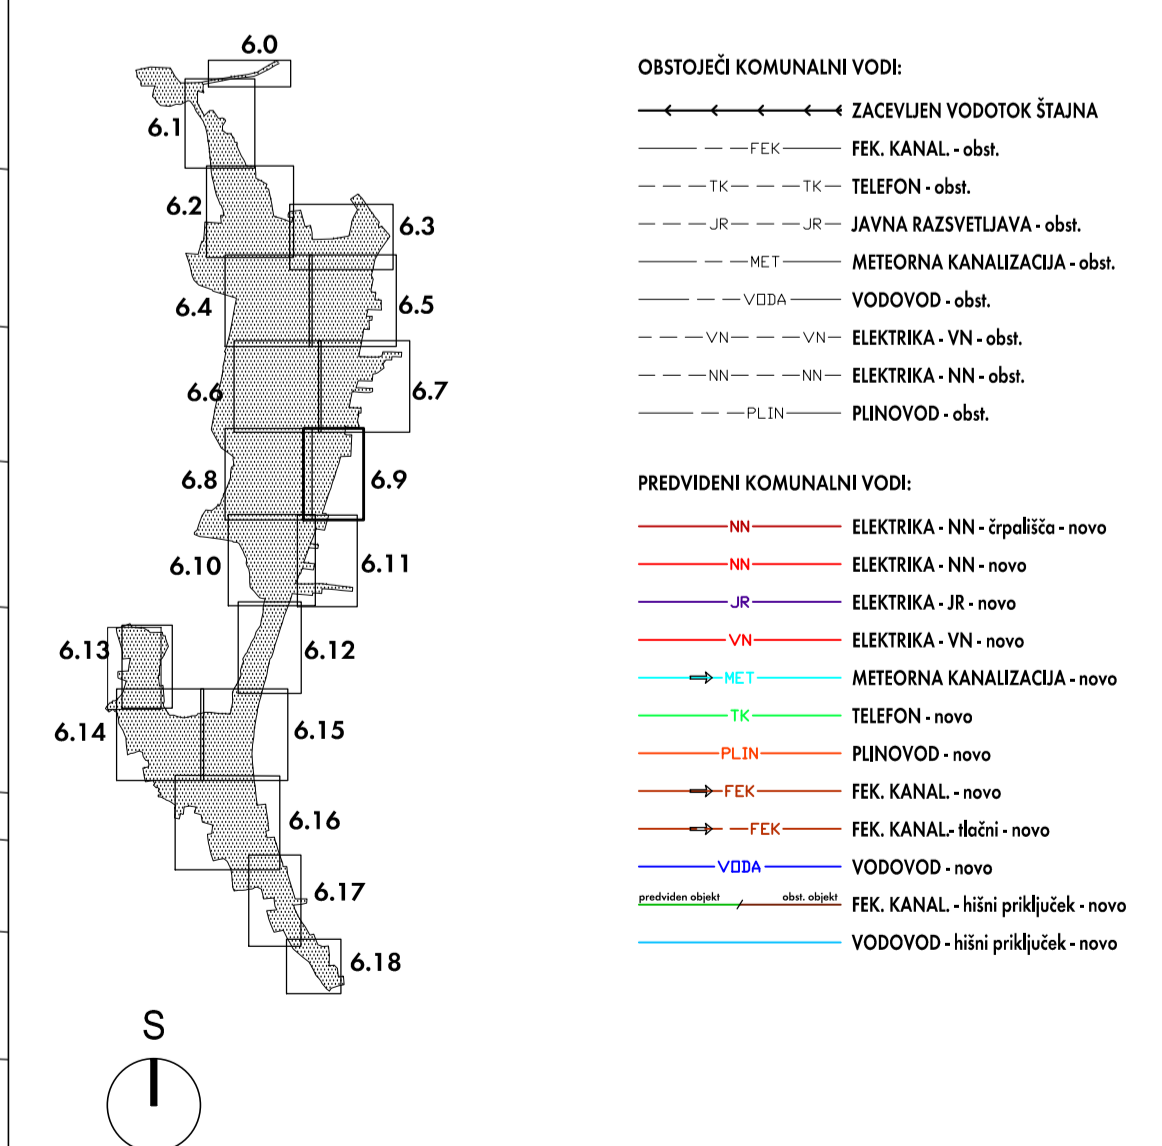 6.0
6.1
6.2
6.3
6.4
6.5
6.6
6.7
6.8
6.9
6.10
6.11
6.12
6.13
6.14
6.15
6.16
6.17
6.18
S
OBSTOJEČI KOMUNALNI VODI:
ZACEVLJEN VODOTOK ŠTAJNA
FEK FEK. KANAL. - obst.
TK TK TELEFON - obst.
JR JR JAVNA RAZSVETLJAVA - obst.
MET METEORNA KANALIZACIJA - obst.
VODA VODOVOD - obst.
VN VN ELEKTRIKA - VN - obst.
NN NN ELEKTRIKA - NN - obst.
PLIN PLINOVOD - obst.
PREDVIDENI KOMUNALNI VODI:
NN ELEKTRIKA - NN - črpališča - novo
NN ELEKTRIKA - NN - novo
JR ELEKTRIKA - JR - novo
VN ELEKTRIKA - VN - novo
MET METEORNA KANALIZACIJA - novo
TK TELEFON - novo
PLIN PLINOVOD - novo
FEK FEK. KANAL. - novo
FEK FEK. KANAL.- tlačni - novo
VODA VODOVOD - novo
predviden objekt obst. objekt FEK. KANAL. - hišni priključek - novo
VODOVOD - hišni priključek - novo